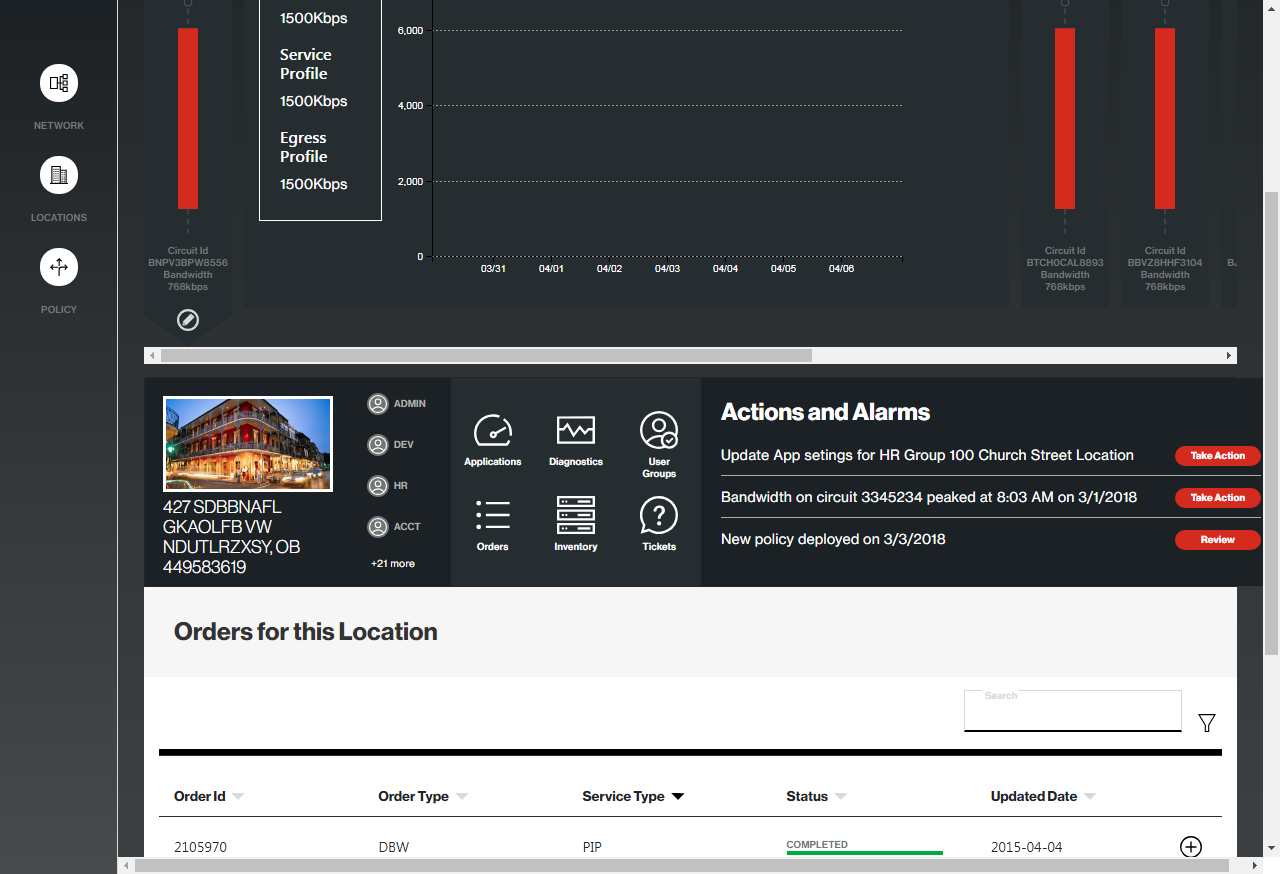 NETWORK
LOCATIONS
POLICY
Circuit Id
BNPV3BPW8556
Bandwidth
768kbps
1500Kbps
Service
Profile
1500Kbps
Egress
Profile
1500Kbps
6,000
4,000
2,000
0
03/31 04/01 04/02 04/03 04/04 04/05 04/06
Circuit Id
BTCH0CAL8893
Bandwidth
768kbps
Circuit Id
BBVZ8HHF3104
Bandwidth
768kbps
427 SDBBNAFL
GKAOLFB VW
NDUTLRZXSY, OB
449583619
ADMIN
DEV
HR
ACCT
+21 more
Applications
Diagnostics
User
Groups
Orders
Inventory
Tickets
Actions and Alarms
Update App setings for HR Group 100 Church Street Location Take Action
Bandwidth on circuit 3345234 peaked at 8:03 AM on 3/1/2018 Take Action
New policy deployed on 3/3/2018 Review
Orders for this Location
Search
Order Id Order Type Service Type Status Updated Date
2105970 DBW PIP COMPLETED 2015-04-04